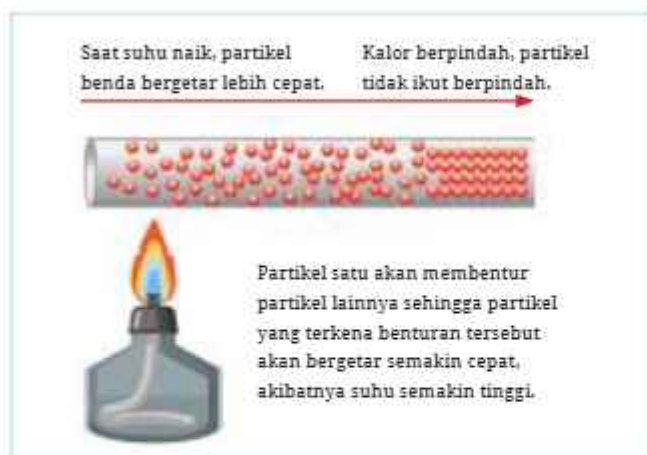 Saat suhu naik, partikel
benda bergetar lebih cepat.
Kalor berpindah, partikel
tidak ikut berpindah.
Partikel satu akan membentur
partikel lainnya sehingga partikel
yang terkena benturan tersebut
akan bergetar semakin cepat,
akibatnya suhu semakin tinggi.